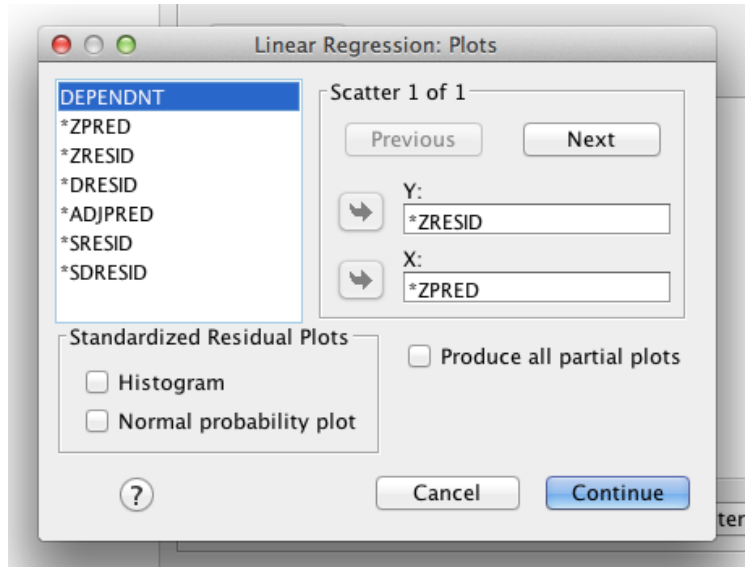 Linear Regression: Plots
DEPENDNT
*ZPRED
*ZRESID
*DRESID
*ADJPRED
*SRESID
*SDRESID
Scatter 1 of 1
Previous
Next
Y:
*ZRESID
X:
*ZPRED
Standardized Residual Plots
Histogram
Normal probability plot
Produce all partial plots
?
Cancel
Continue
ter